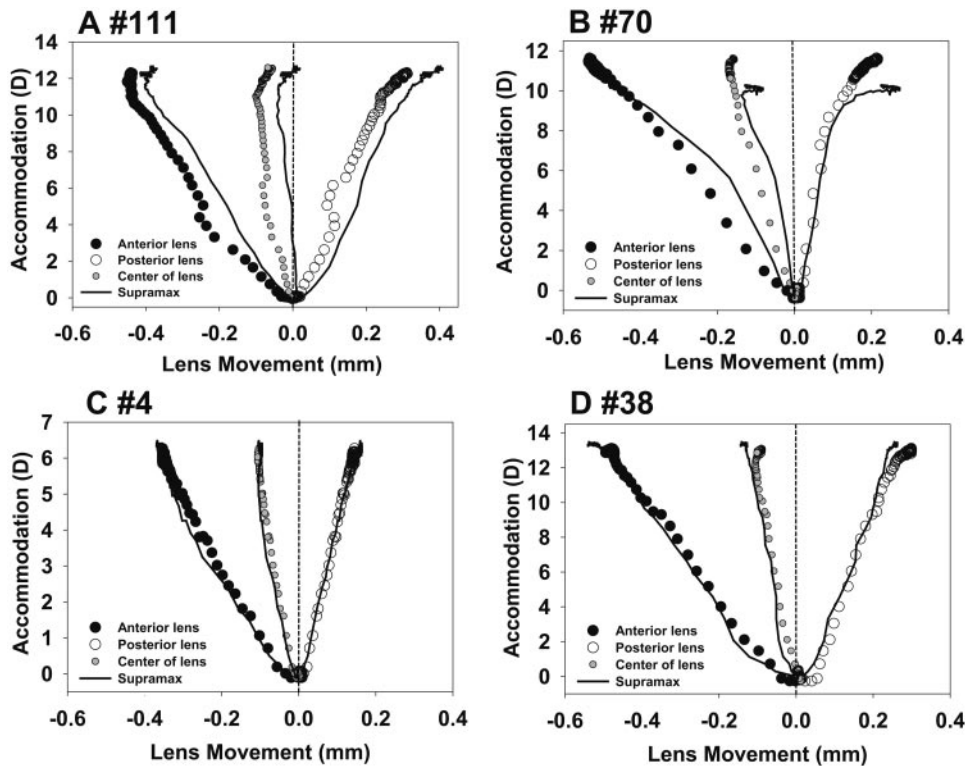 A #111
Accommodation (D)
14
12
10
8
6
4
2
0
Anterior lens
Posterior lens
Center of lens
Supramax
-0.6 -0.4 -0.2 0.0 0.2 0.4
Lens Movement (mm)
B #70
Accommodation (D)
12
10
8
6
4
2
0
Anterior lens
Posterior lens
Center of lens
Supramax
-0.6 -0.4 -0.2 0.0 0.2 0.4
Lens Movement (mm)
C #4
Accommodation (D)
7
6
5
4
3
2
1
0
Anterior lens
Posterior lens
Center of lens
Supramax
-0.6 -0.4 -0.2 0.0 0.2 0.4
Lens Movement (mm)
D #38
Accommodation (D)
14
12
10
8
6
4
2
0
Anterior lens
Posterior lens
Center of lens
Supramax
-0.6 -0.4 -0.2 0.0 0.2 0.4
Lens Movement (mm)